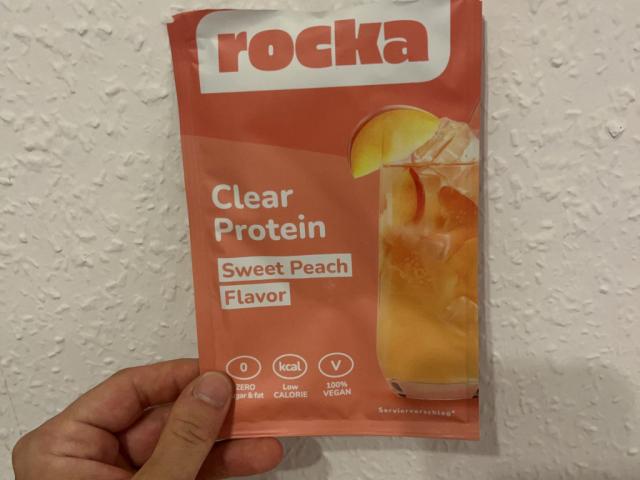 rocka
Clear
Protein
Sweet Peach
Flavor
0
kcal
V
ZERO
& fat
Low
CALORIE
100%
VEGAN
Serviervorschlag*